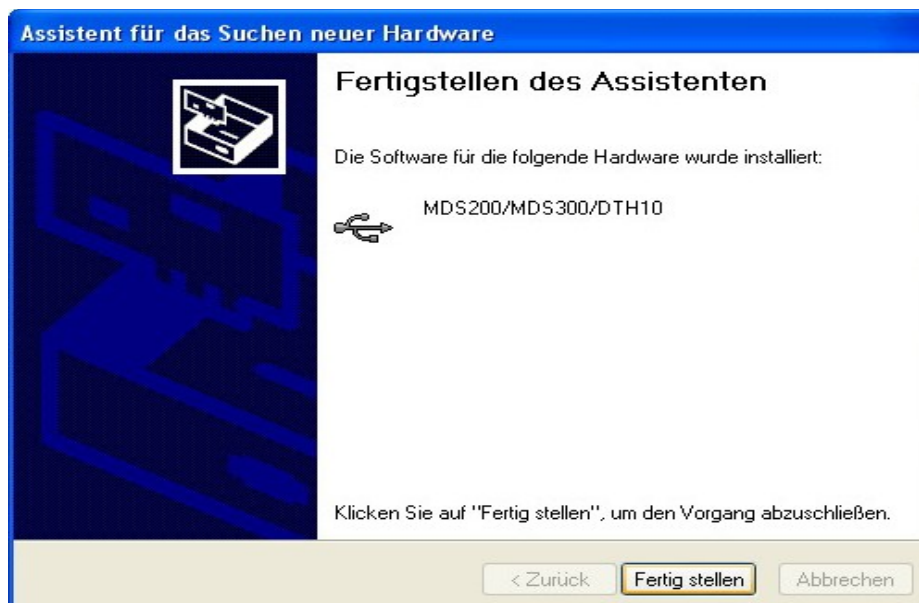 Assistent für das Suchen neuer Hardware
Fertigstellen des Assistenten
Die Software für die folgende Hardware wurde installiert:
MDS200/MDS300/DTH10
Klicken Sie auf "Fertig stellen", um den Vorgang abzuschließen.
< Zurück Fertig stellen Abbrechen